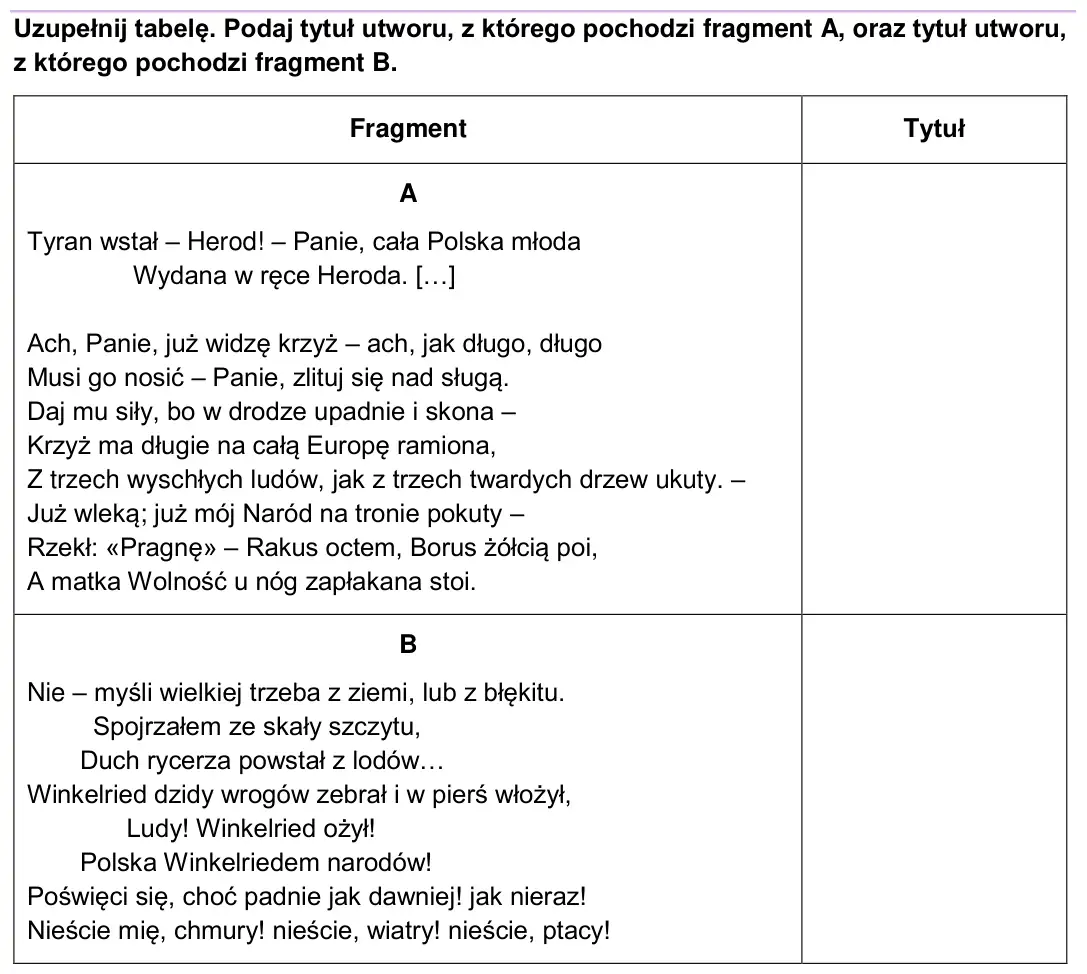 Uzupełnij tabelę. Podaj tytuł utworu, z którego pochodzi fragment A, oraz tytuł utworu,
z którego pochodzi fragment B.
Fragment
Tytuł
A
Tyran wstał – Herod! – Panie, cała Polska młoda
Wydana w ręce Heroda. […]
Ach, Panie, już widzę krzyż – ach, jak długo, długo
Musi go nosić – Panie, zlituj się nad sługą.
Daj mu siły, bo w drodze upadnie i skona –
Krzyż ma długie na całą Europę ramiona,
Z trzech wyschłych ludów, jak z trzech twardych drzew ukuty. –
Już wleką; już mój Naród na tronie pokuty –
Rzekł: «Pragnę» – Rakus octem, Borus żółcią poi,
A matka Wolność u nóg zapłakana stoi.
B
Nie – myśli wielkiej trzeba z ziemi, lub z błękitu.
Spojrzałem ze skały szczytu,
Duch rycerza powstał z lodów…
Winkelried dzidy wrogów zebrał i w pierś włożył,
Ludy! Winkelried ożył!
Polska Winkelriedem narodów!
Poświęci się, choć padnie jak dawniej! jak nieraz!
Nieście mię, chmury! nieście, wiatry! nieście, ptacy!